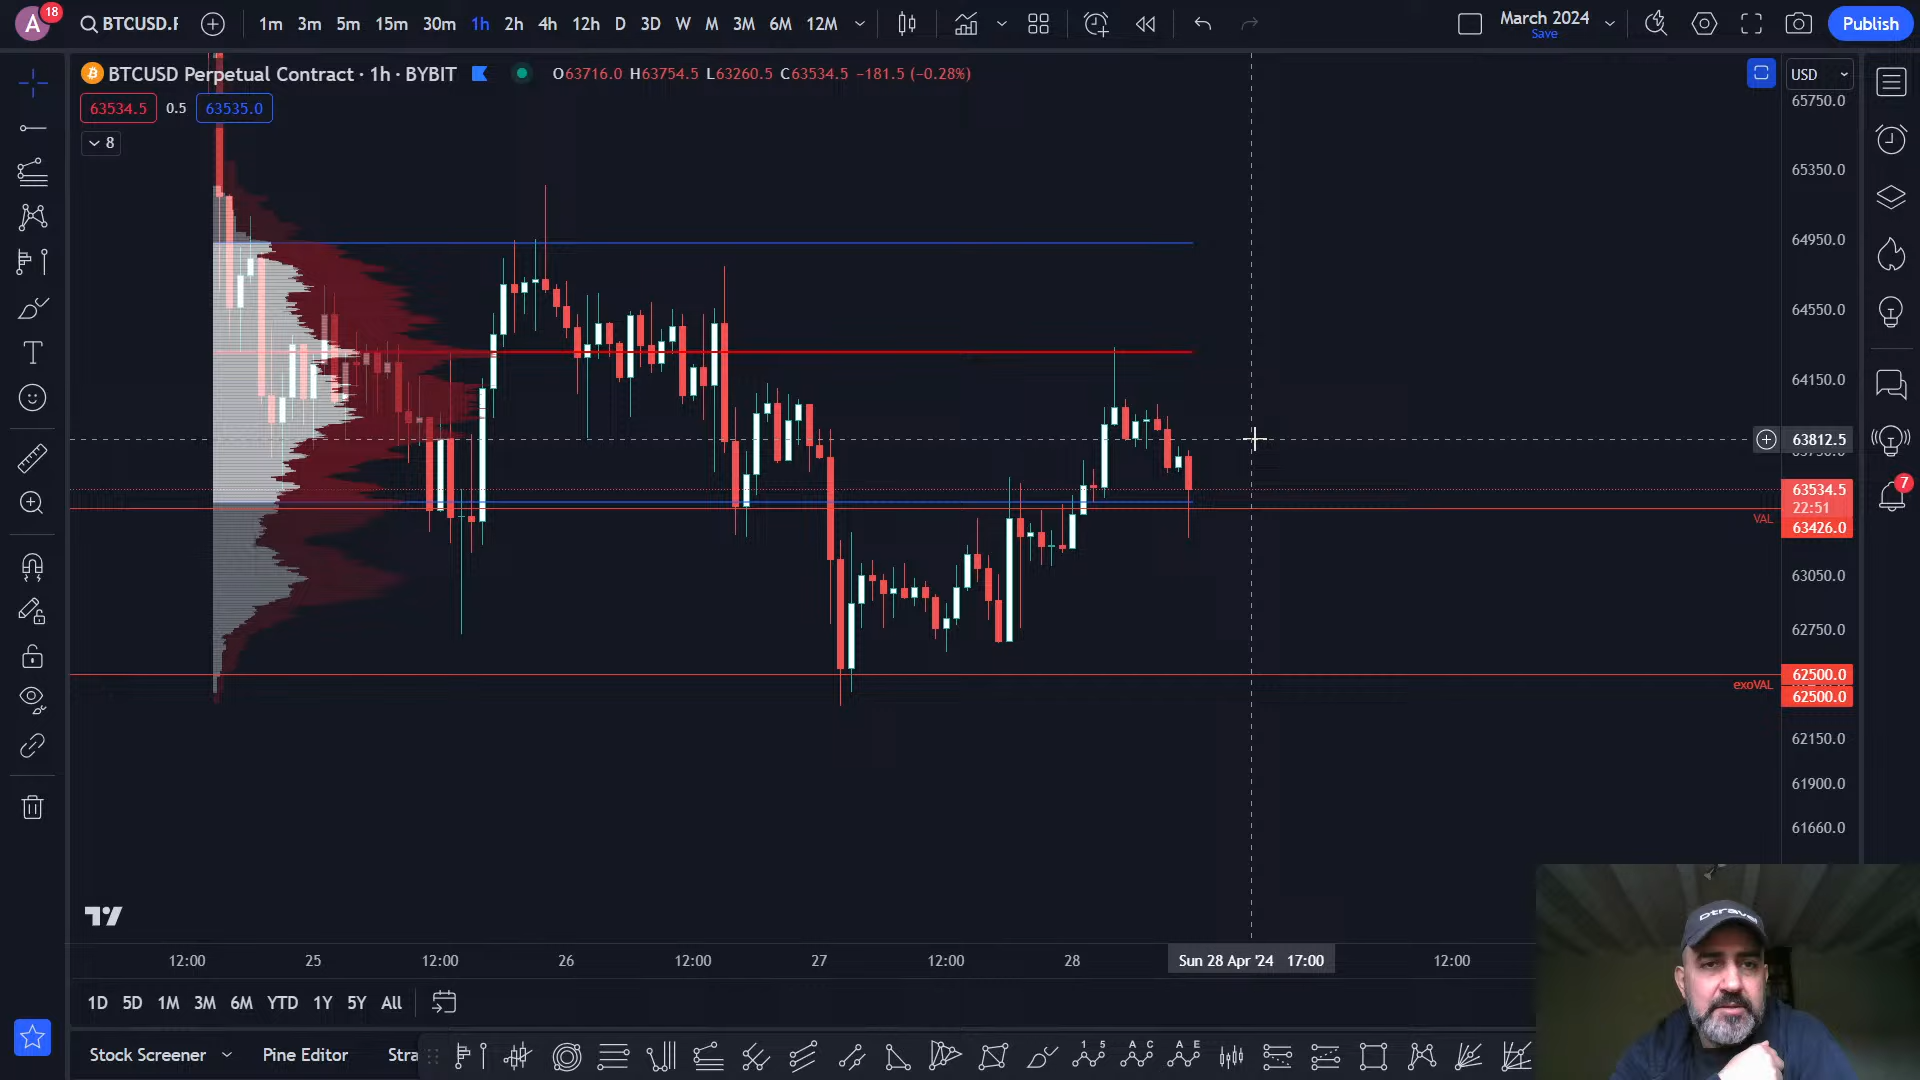 A 18 BTCUSD.P 1m 3m 5m 15m 30m 1h 2h 4h 12h D 3D W M 3M 6M 12M March 2024 Publish
Save
BTCUSD Perpetual Contract · 1h · BYBIT O63716.0 H63754.5 L63260.5 C63534.5 −181.5 (−0.28%) USD
63534.5 0.5 63535.0
8
65750.0
65350.0
64950.0
64550.0
64150.0
63812.5
63534.5
22:51
VAL 63426.0
7
63050.0
62750.0
62500.0
exoVAL 62500.0
62150.0
61900.0
61660.0
12:00 25 12:00 26 12:00 27 12:00 28 Sun 28 Apr '24 17:00 12:00
1D 5D 1M 3M 6M YTD 1Y 5Y All
Stock Screener Pine Editor Stra
1 5 A C A E
Dtravel